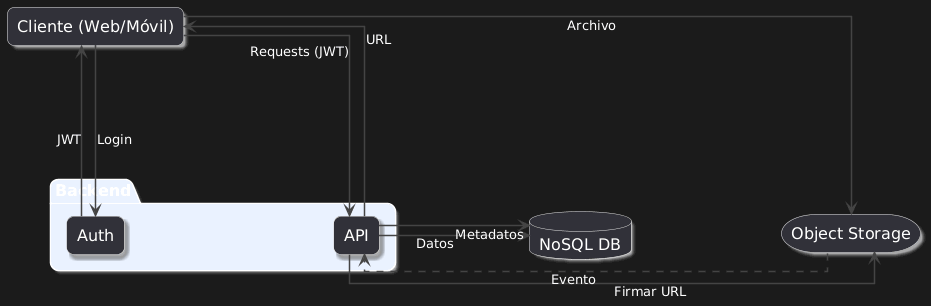 Cliente (Web/Móvil)
Archivo
URL
Requests (JWT)
JWT
Login
Backend
Auth
API
Metadatos
Datos
NoSQL DB
Object Storage
Evento
Firmar URL